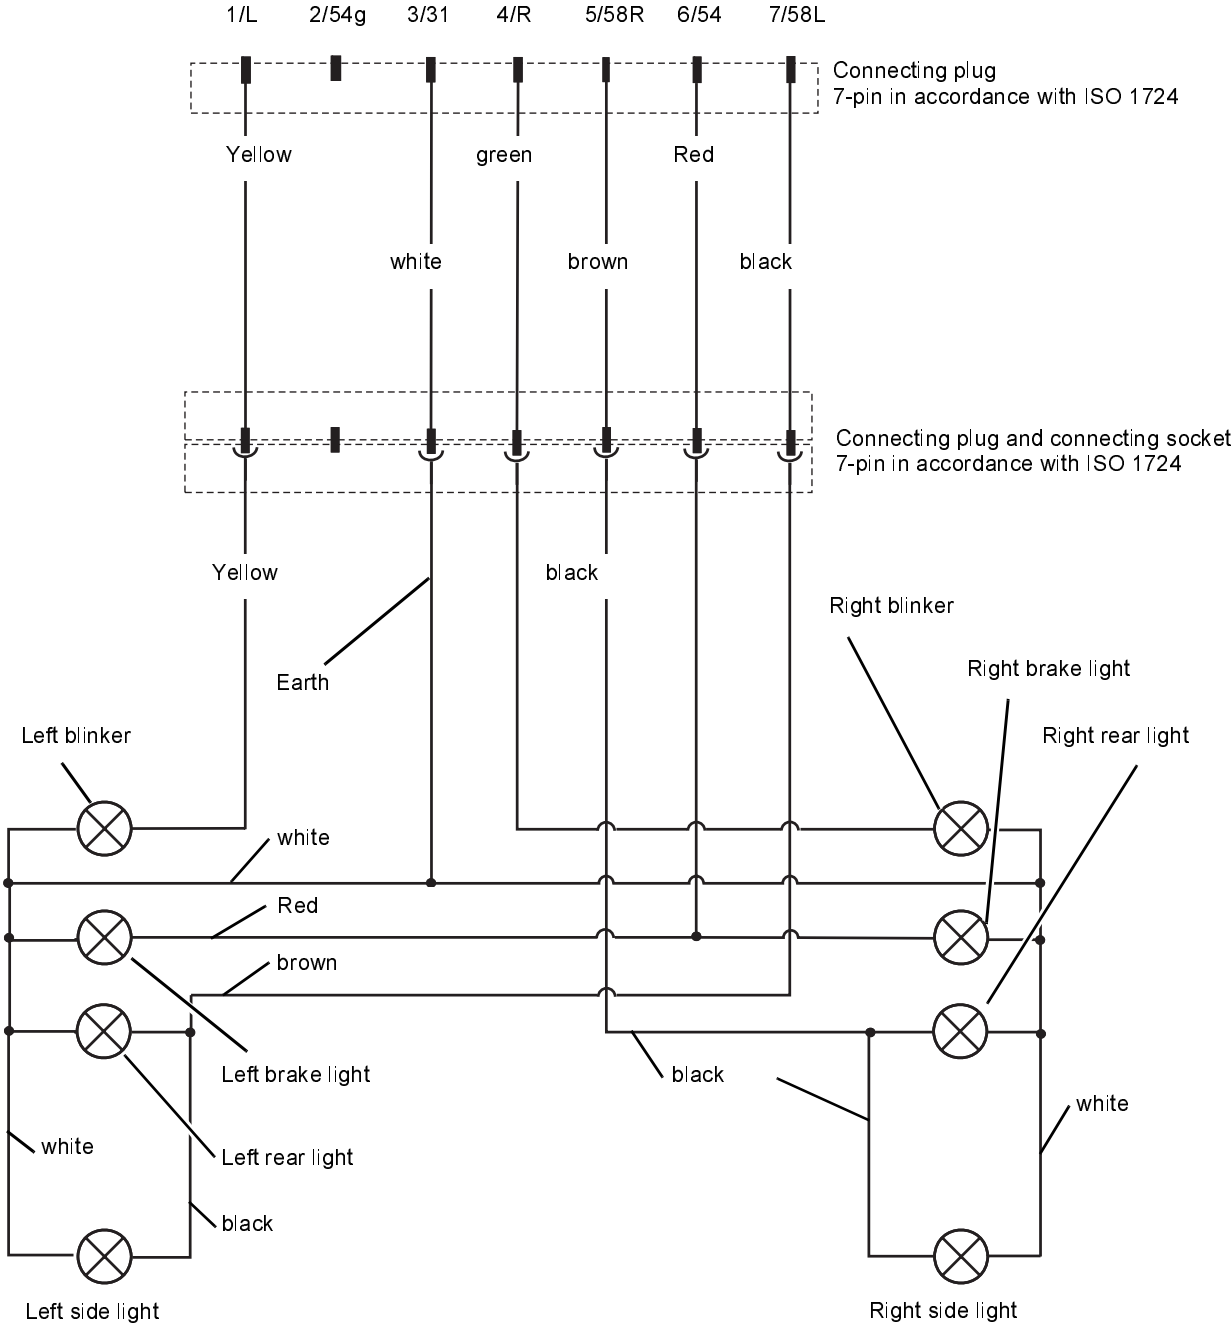 1/L 2/54g 3/31 4/R 5/58R 6/54 7/58L
Connecting plug
7-pin in accordance with ISO 1724
Yellow green Red
white brown black
Connecting plug and connecting socket
7-pin in accordance with ISO 1724
Yellow black
Right blinker
Right brake light
Earth
Left blinker Right rear light
white
Red
brown
Left brake light black
white
white
Left rear light
black
Left side light Right side light